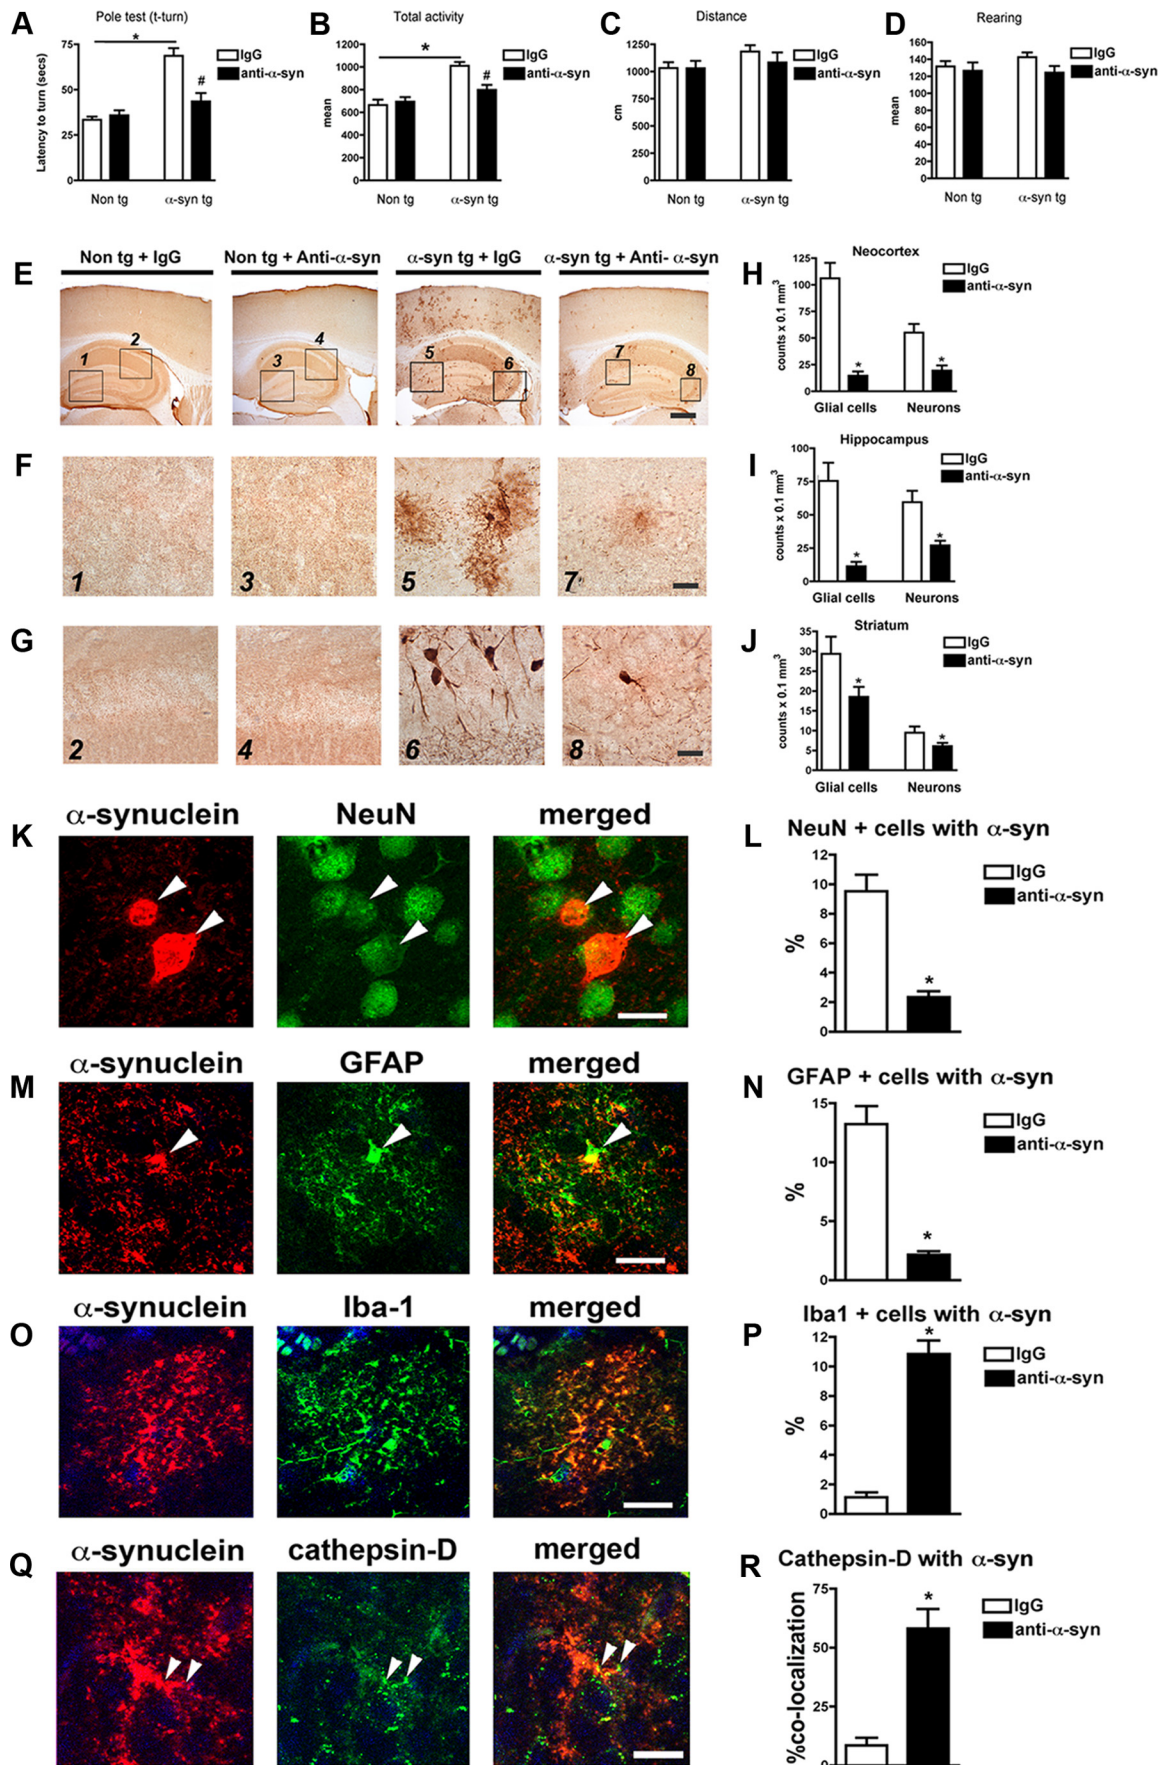 A
Pole test (t-turn)
Latency to turn (secs)
75
50
25
0
*
#
Non tg
α-syn tg
IgG
anti-α-syn
B
Total activity
mean
1200
1000
800
600
400
200
0
*
#
Non tg
α-syn tg
IgG
anti-α-syn
C
Distance
cm
1250
1000
750
500
250
0
Non tg
α-syn tg
IgG
anti-α-syn
D
Rearing
mean
160
140
120
100
80
60
40
20
0
Non tg
α-syn tg
IgG
anti-α-syn
E
Non tg + IgG
Non tg + Anti-α-syn
α-syn tg + IgG
α-syn tg + Anti- α-syn
1
2
3
4
5
6
7
8
H
Neocortex
counts x 0.1 mm³
125
100
75
50
25
0
*
*
Glial cells
Neurons
IgG
anti-α-syn
F
1
3
5
7
I
Hippocampus
counts x 0.1 mm³
100
75
50
25
0
*
*
Glial cells
Neurons
IgG
anti-α-syn
G
2
4
6
8
J
Striatum
counts x 0.1 mm³
35
30
25
20
15
10
5
0
*
*
Glial cells
Neurons
IgG
anti-α-syn
K
α-synuclein
NeuN
merged
L
NeuN + cells with α-syn
%
12
10
8
6
4
2
0
*
IgG
anti-α-syn
M
α-synuclein
GFAP
merged
N
GFAP + cells with α-syn
%
15
10
5
0
*
IgG
anti-α-syn
O
α-synuclein
Iba-1
merged
P
Iba1 + cells with α-syn
%
12
10
8
6
4
2
0
*
IgG
anti-α-syn
Q
α-synuclein
cathepsin-D
merged
R
Cathepsin-D with α-syn
%co-localization
75
50
25
0
*
IgG
anti-α-syn